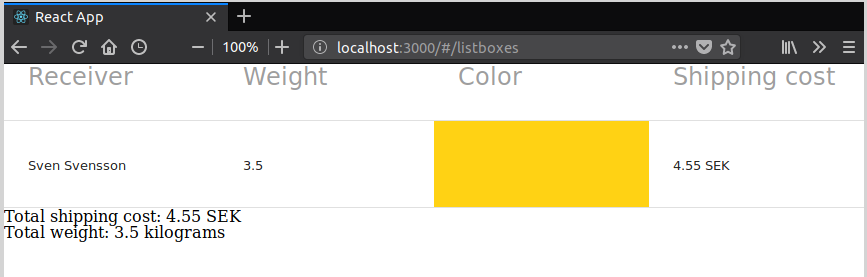 React App
100%
localhost:3000/#/listboxes
Receiver Weight Color Shipping cost
Sven Svensson 3.5 4.55 SEK
Total shipping cost: 4.55 SEK
Total weight: 3.5 kilograms